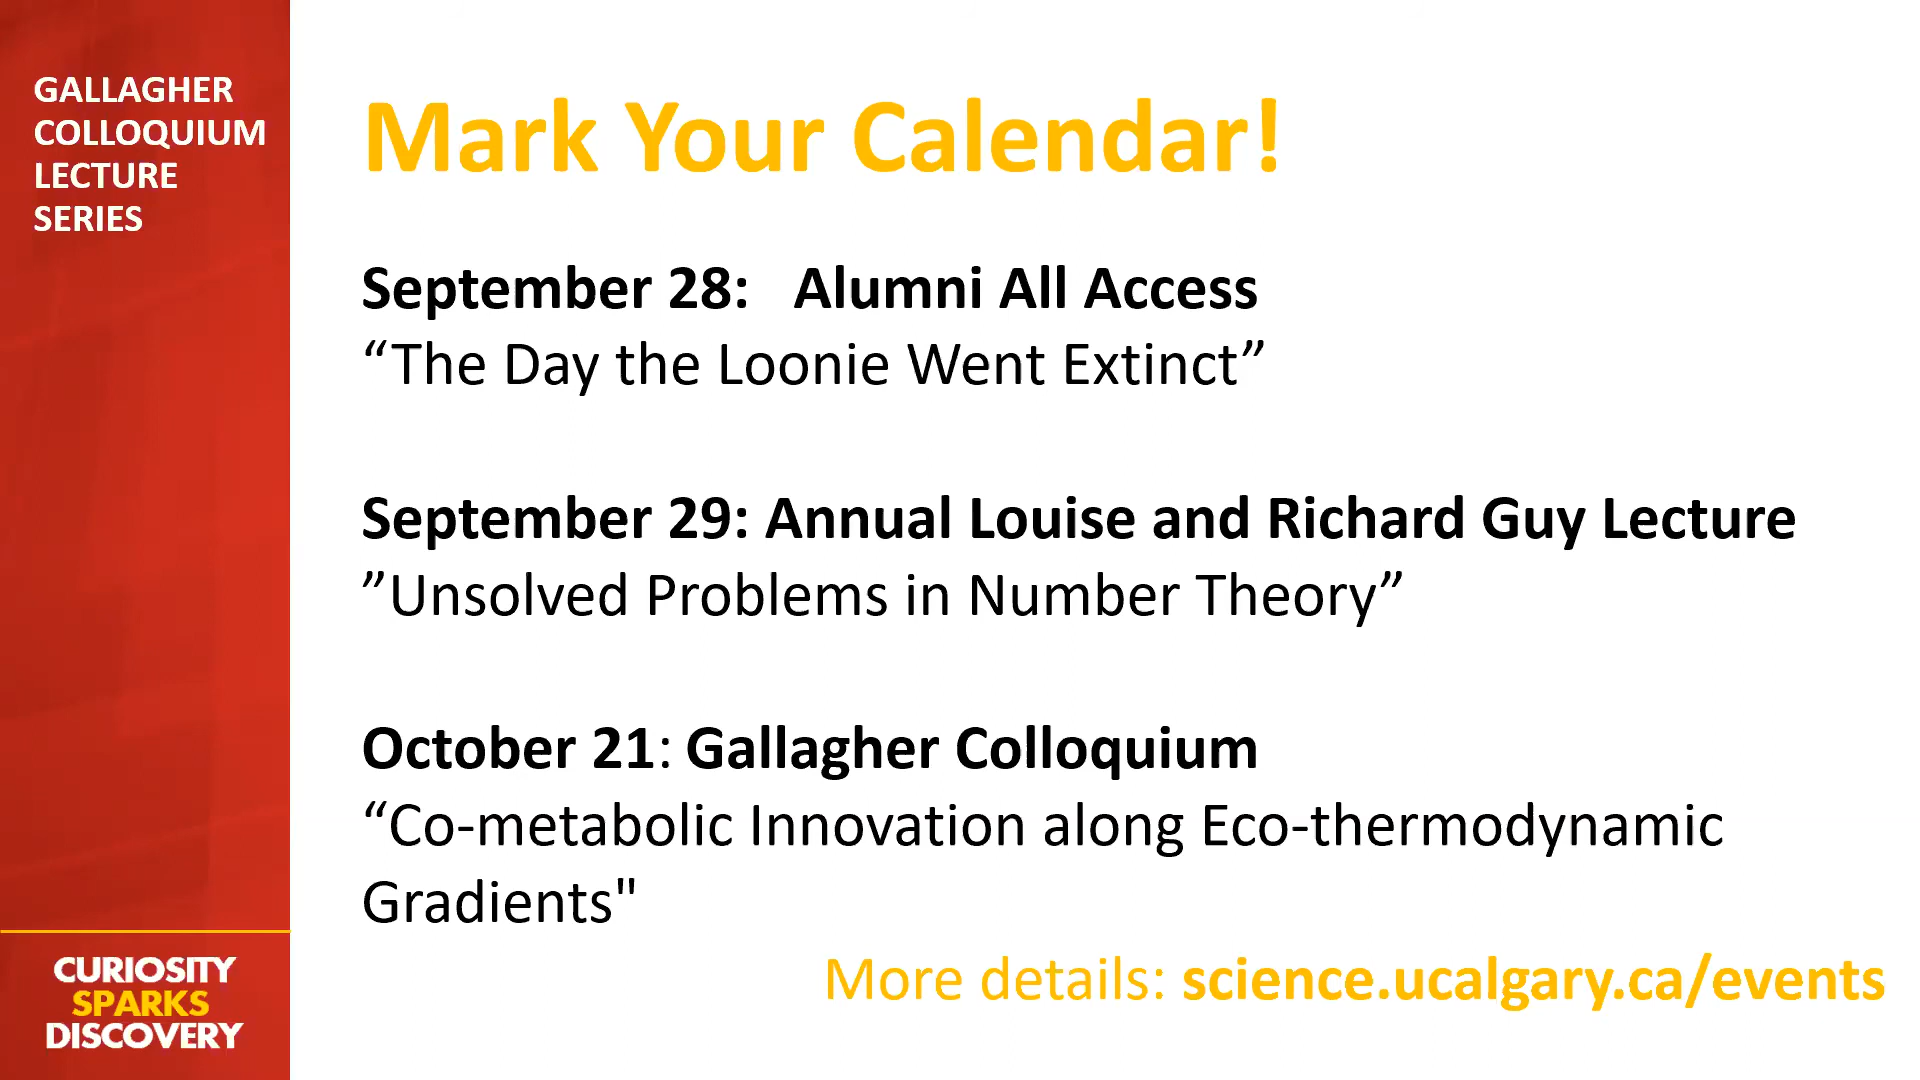 GALLAGHER
COLLOQUIUM
LECTURE
SERIES
Mark Your Calendar!
September 28: Alumni All Access
“The Day the Loonie Went Extinct”
September 29: Annual Louise and Richard Guy Lecture
”Unsolved Problems in Number Theory”
October 21: Gallagher Colloquium
“Co-metabolic Innovation along Eco-thermodynamic
Gradients"
More details: science.ucalgary.ca/events
CURIOSITY
SPARKS
DISCOVERY